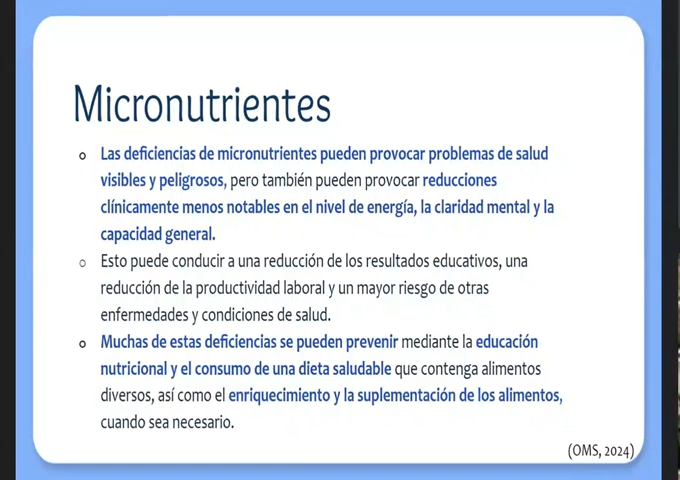 Micronutrientes
○ Las deficiencias de micronutrientes pueden provocar problemas de salud
visibles y peligrosos, pero también pueden provocar reducciones
clínicamente menos notables en el nivel de energía, la claridad mental y la
capacidad general.
○ Esto puede conducir a una reducción de los resultados educativos, una
reducción de la productividad laboral y un mayor riesgo de otras
enfermedades y condiciones de salud.
○ Muchas de estas deficiencias se pueden prevenir mediante la educación
nutricional y el consumo de una dieta saludable que contenga alimentos
diversos, así como el enriquecimiento y la suplementación de los alimentos,
cuando sea necesario.
(OMS, 2024)